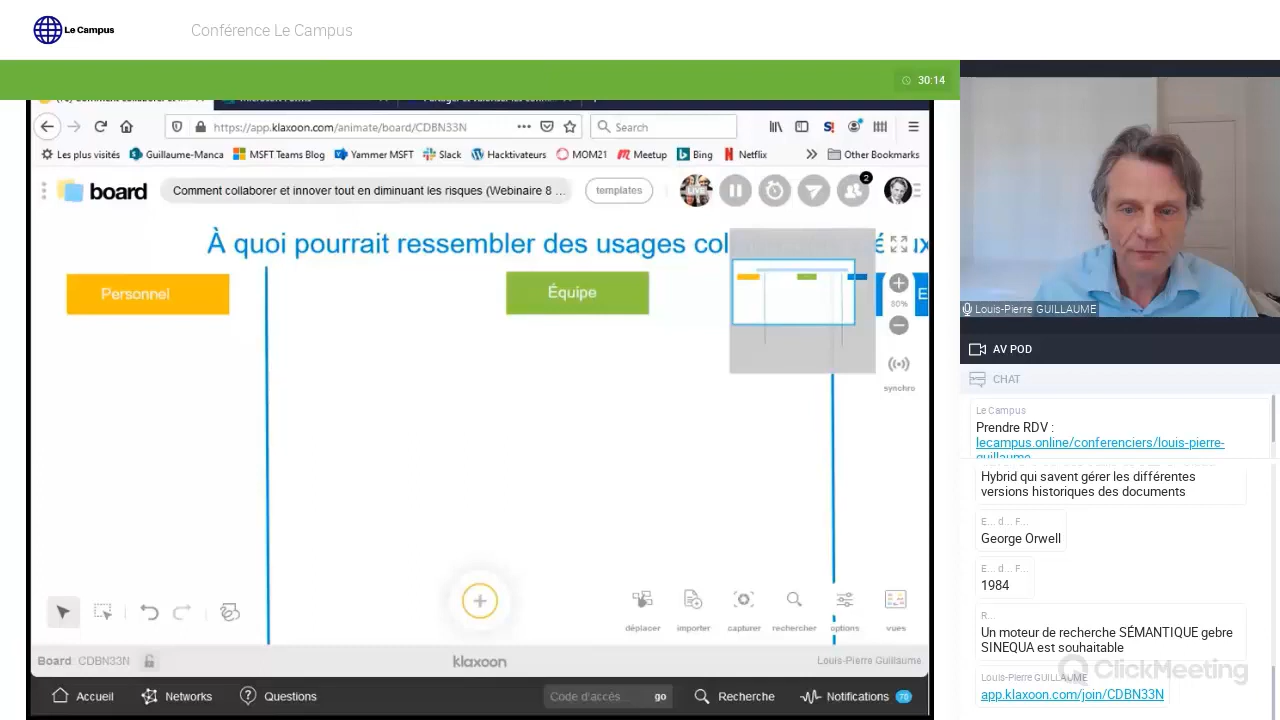 Le Campus
Conférence Le Campus
30:14
https://app.klaxoon.com/animate/board/CDBN33N
Search
Les plus visités
Guillaume-Manca
MSFT Teams Blog
Yammer MSFT
Slack
Hacktivateurs
MOM21
Meetup
Bing
Netflix
Other Bookmarks
board
Comment collaborer et innover tout en diminuant les risques (Webinaire 8 ...
templates
LIVE
2
À quoi pourrait ressembler des usages col
Personnel
Équipe
E
80%
synchro
déplacer
importer
capturer
rechercher
options
vues
Board CDBN33N
klaxoon
Louis-Pierre Guillaume
Accueil
Networks
Questions
Code d'accès...
go
Recherche
Notifications
76
Louis-Pierre GUILLAUME
AV POD
CHAT
Le Campus
Prendre RDV :
lecampus.online/conferenciers/louis-pierre-
guillaume
Hybrid qui savent gérer les différentes
versions historiques des documents
E... d... F...
George Orwell
E... d... F...
1984
R...
Un moteur de recherche SÉMANTIQUE gebre
SINEQUA est souhaitable
Louis-Pierre GUILLAUME
app.klaxoon.com/join/CDBN33N
ClickMeeting